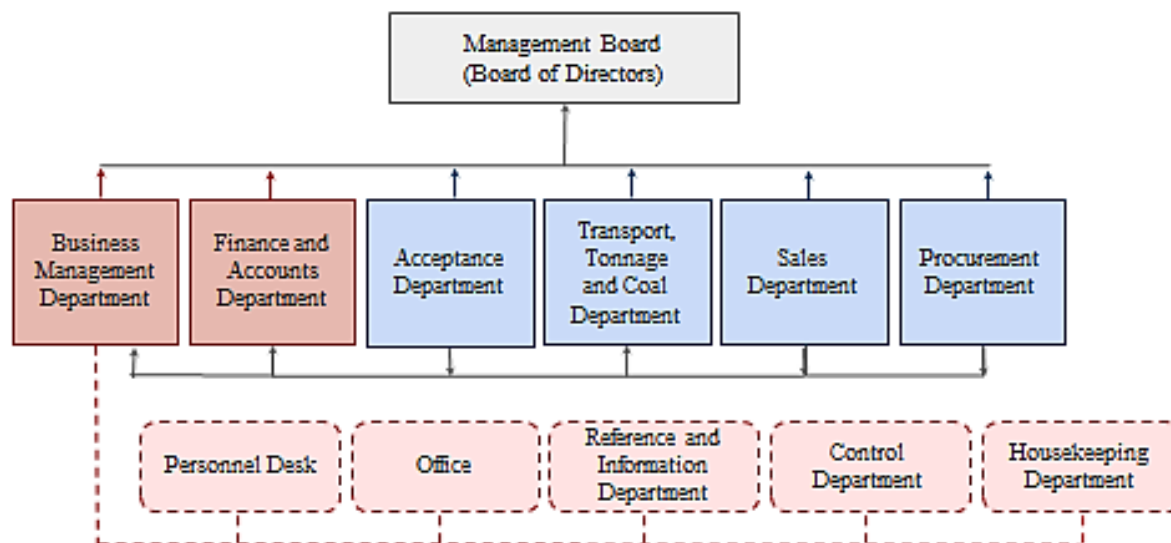 Management Board
(Board of Directors)
Business
Management
Department
Finance and
Accounts
Department
Acceptance
Department
Transport,
Tonnage
and Coal
Department
Sales
Department
Procurement
Department
Personnel Desk
Office
Reference and
Information
Department
Control
Department
Housekeeping
Department